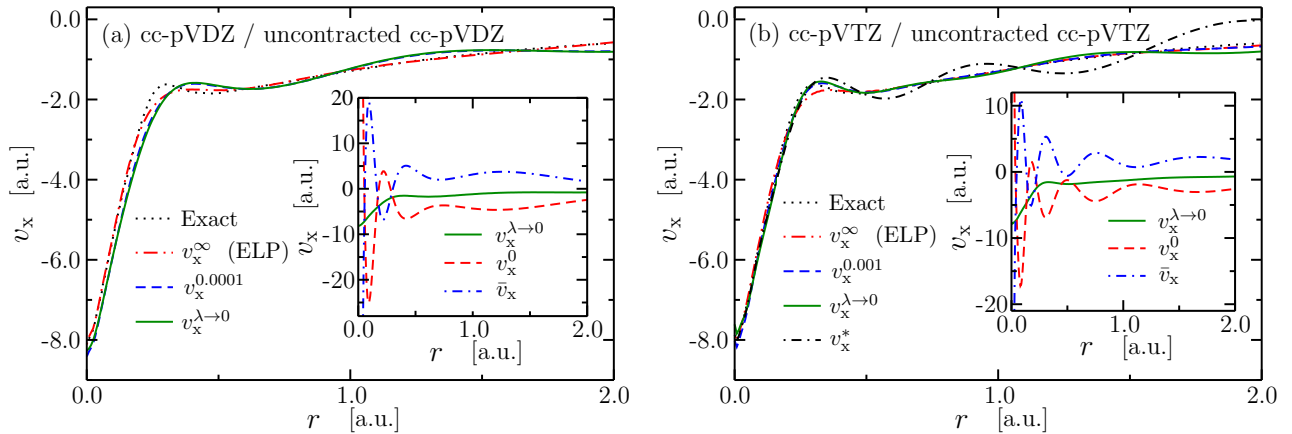 (a) cc-pVDZ / uncontracted cc-pVDZ
0.0
-2.0
-4.0
-6.0
-8.0
v_x [a.u.]
Exact
v_x^∞ (ELP)
v_x^{0.0001}
v_x^{λ→0}
0.0 1.0 2.0
r [a.u.]
20
10
0
-10
-20
v_x [a.u.]
v_x^{λ→0}
v_x^0
v̄_x
0.0 1.0 2.0
r [a.u.]
(b) cc-pVTZ / uncontracted cc-pVTZ
0.0
-2.0
-4.0
-6.0
-8.0
v_x [a.u.]
Exact
v_x^∞ (ELP)
v_x^{0.001}
v_x^{λ→0}
v_x^*
0.0 1.0 2.0
r [a.u.]
10
0
-10
-20
v_x [a.u.]
v_x^{λ→0}
v_x^0
v̄_x
0.0 1.0 2.0
r [a.u.]